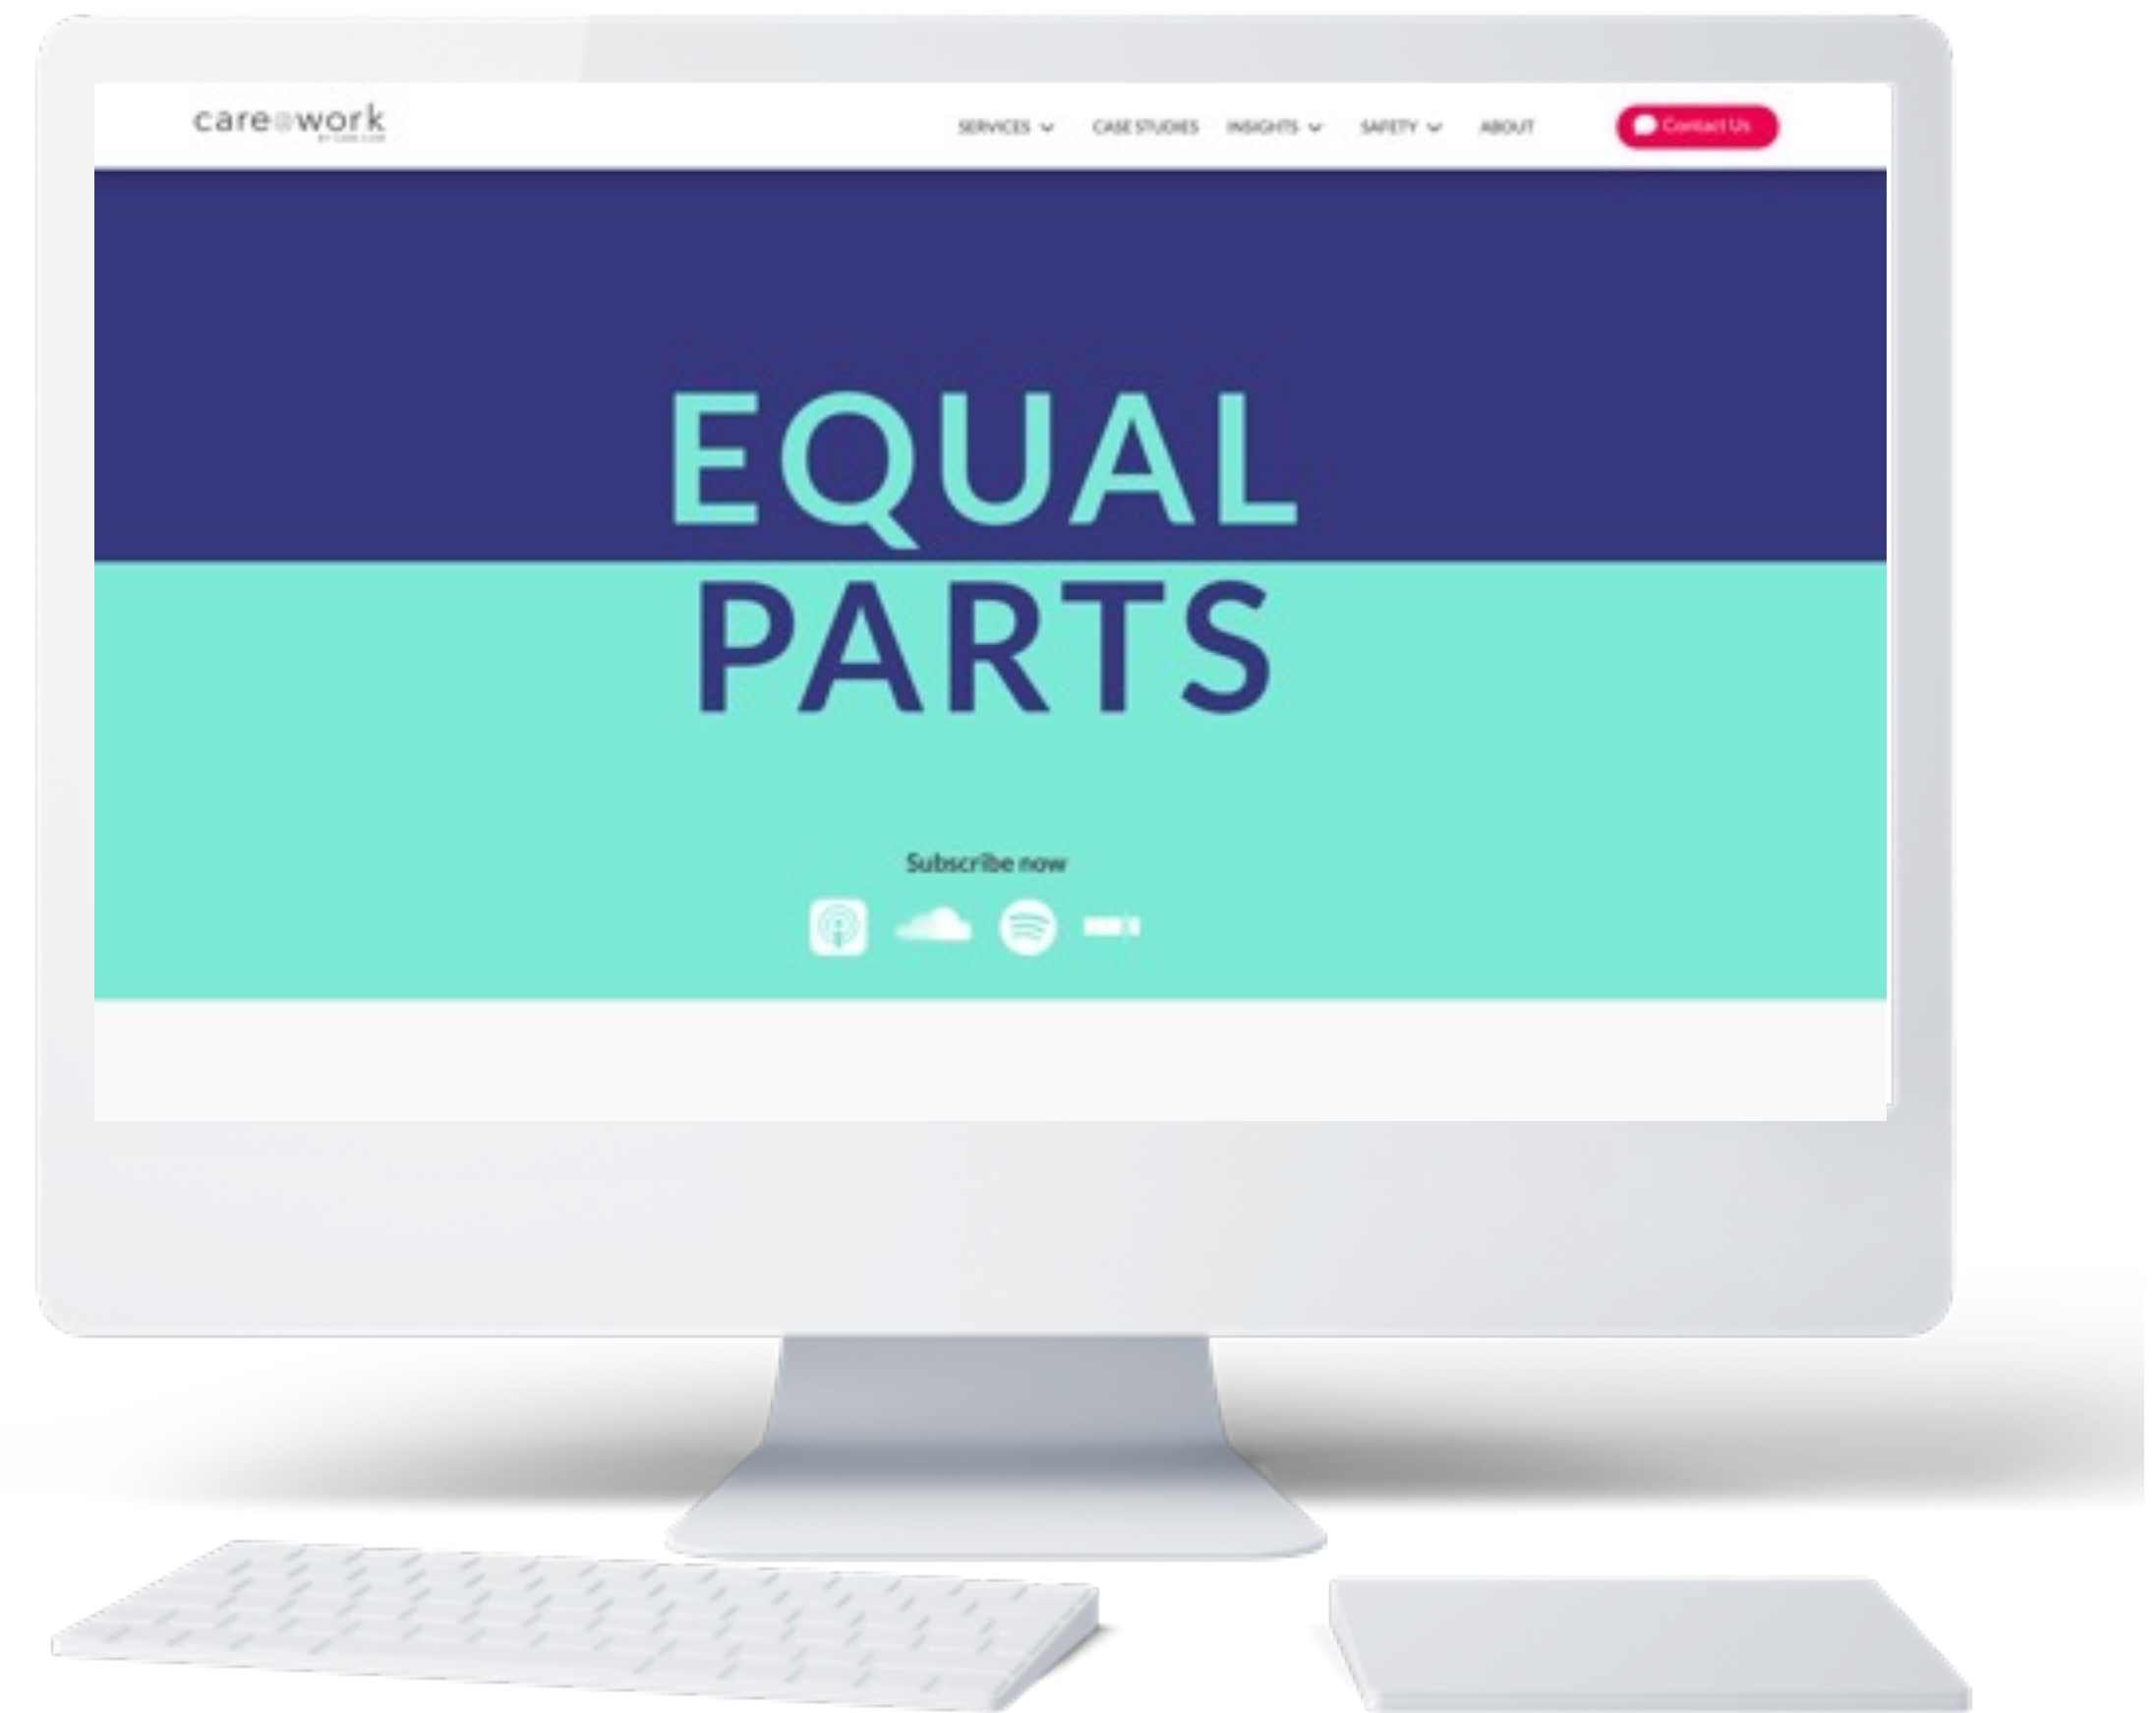 care@work
SERVICES CASE STUDIES INSIGHTS SAFETY ABOUT Contact Us
EQUAL
PARTS
Subscribe now